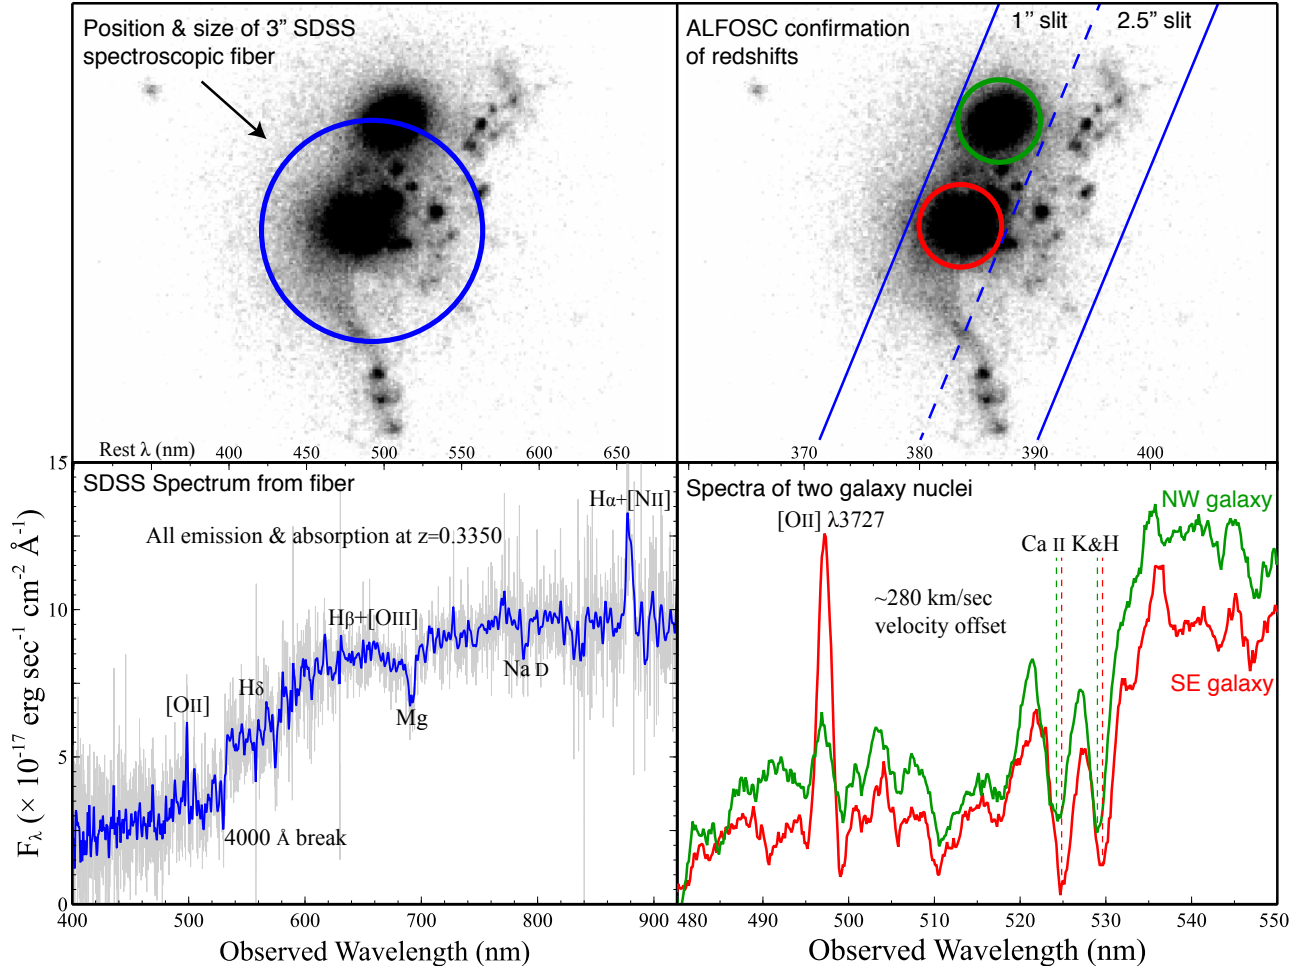 Position & size of 3” SDSS
spectroscopic fiber
ALFOSC confirmation
of redshifts
1” slit
2.5” slit
Rest λ (nm)
400
450
500
550
600
650
370
380
390
400
15
10
5
0
F_λ ( × 10⁻¹⁷ erg sec⁻¹ cm⁻² Å⁻¹)
SDSS Spectrum from fiber
Hα+[NII]
All emission & absorption at z=0.3350
Hβ+[OIII]
Hδ
[OII]
Na D
Mg
4000 Å break
400
500
600
700
800
900
Observed Wavelength (nm)
Spectra of two galaxy nuclei
NW galaxy
[OII] λ3727
Ca II K&H
~280 km/sec
velocity offset
SE galaxy
480
490
500
510
520
530
540
550
Observed Wavelength (nm)